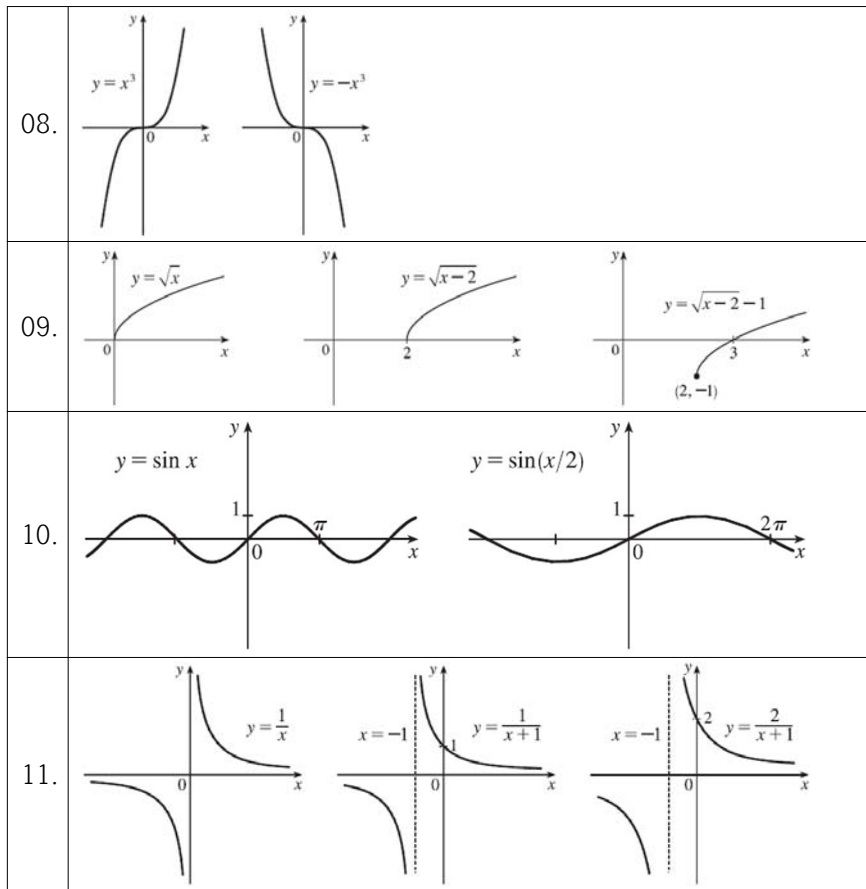 08.
y
y = x³
0
x
y
y = −x³
0
x
09.
y
y = √x
0
x
y
y = √(x−2)
0
2
x
y
y = √(x−2) −1
0
3
x
(2, −1)
10.
y
y = sin x
1
π
0
x
y
y = sin(x/2)
1
2π
0
x
11.
y
y = 1/x
0
x
y
x = −1
1
y = 1/(x+1)
0
x
y
x = −1
2
y = 2/(x+1)
0
x